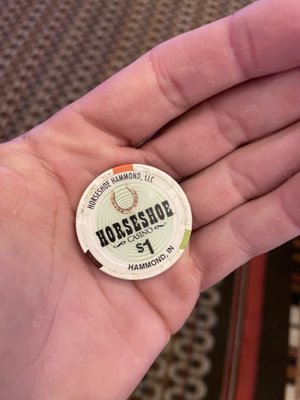 HORSESHOE HAMMOND, LLC
HORSESHOE
CASINO
$1
HAMMOND, IN